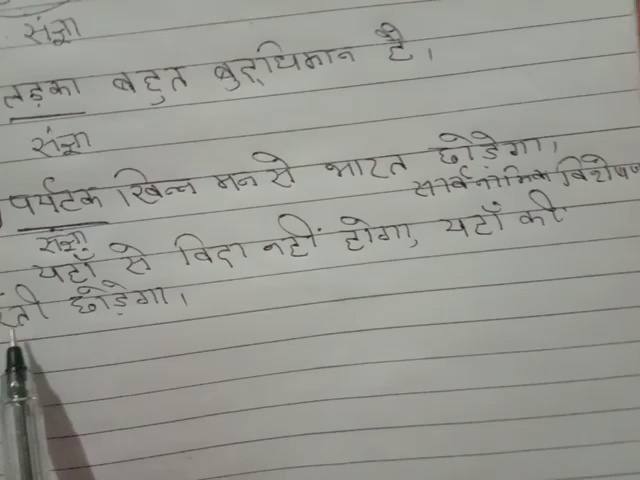 संज्ञा
लड़का बहुत बुद्धिमान है।
संज्ञा
पर्यटक खिन्न मन से भारत छोड़ेगा।
संज्ञा सार्वनामिक विशेषण
यहाँ से विदा नहीं होगा, यहाँ की
छोड़ेगा।